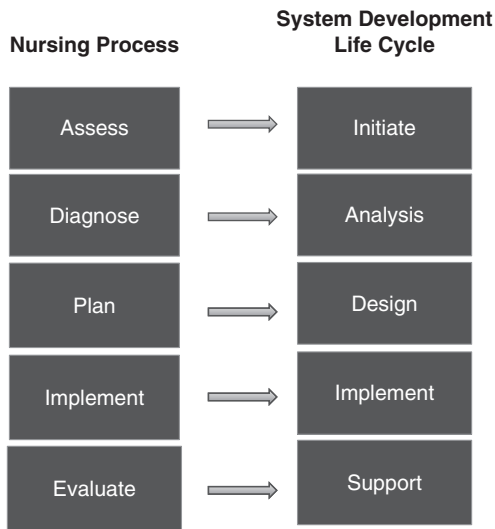 System Development
Nursing Process
Life Cycle
Assess
Initiate
Diagnose
Analysis
Plan
Design
Implement
Implement
Evaluate
Support